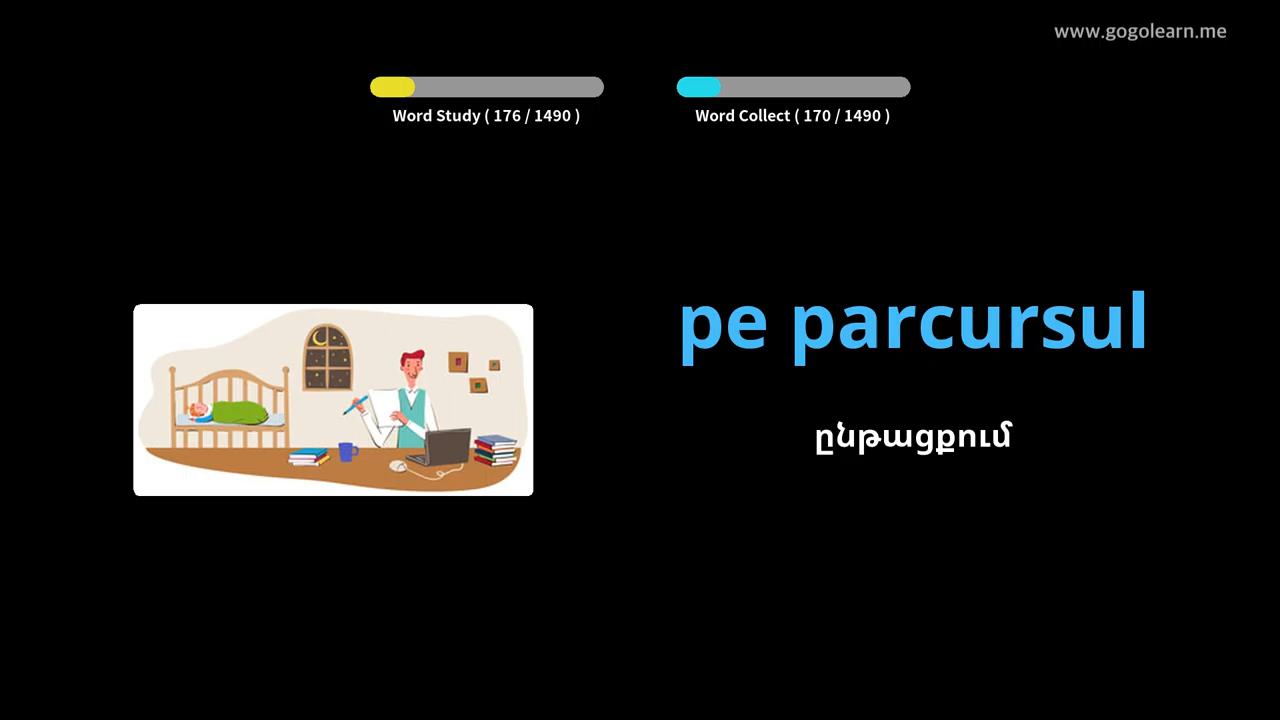 www.gogolearn.me
Word Study ( 176 / 1490 )
Word Collect ( 170 / 1490 )
pe parcursul
ընթացքում